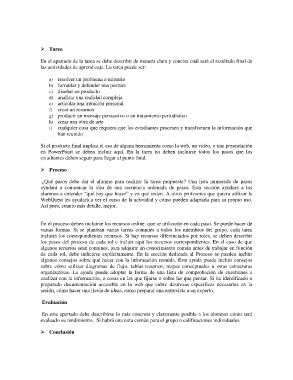 ➤ Tarea
En el apartado de la tarea se debe describir de manera clara y concisa cuál será el resultado final de
las actividades de aprendizaje. La tarea puede ser:
a) resolver un problema o misterio
b) formular y defender una postura
c) diseñar un producto
d) analizar una realidad compleja
e) articular una intuición personal
f) crear un resumen
g) producir un mensaje persuasivo o un tratamiento periodístico
h) crear una obra de arte
i) cualquier cosa que requiera que los estudiantes procesen y transformen la información que
han reunido
Si el producto final implica el uso de alguna herramienta como la web, un video, o una presentación
en PowerPoint se deben incluir aquí. En la tarea no deben incluirse todos los pasos que los
estudiantes deben seguir para llegar al punto final.
➤ Proceso
¿Qué pasos debe dar el alumno para realizar la tarea propuesta? Una lista numerada de pasos
ayudará a comunicar la idea de una secuencia ordenada de pasos. Esta sección ayudará a los
alumnos a entender "qué hay que hacer" y en qué orden. A otros profesores que quiera utilizar la
WebQuest les ayudará a ver el curso de la actividad y cómo pueden adaptarla para su propio uso.
Así pues, cuanto más detalle, mejor.
En el proceso deben incluirse los recursos online que se utilizarán en cada paso. Se puede hacer de
varias formas. Si se plantean varias tareas comunes a todos los miembros del grupo, cada tarea
incluirá los correspondientes recursos. Si hay recursos diferenciados por roles, se deben describir
los pasos del proceso de cada rol e incluir aquí los recursos correspondientes. En el caso de que
algunos recursos sean comunes, para adquirir un conocimiento común antes de trabajar en función
de cada rol, debe indicarse explícitamente. En la sección dedicada al Proceso se pueden incluir
algunos consejos sobre qué hacer con la información reunida. Esta ayuda puede incluir consejos
sobre cómo utilizar diagramas de flujo, tablas-resumen, mapas conceptuales u otras estructuras
organizativas. La ayuda puede adoptar la forma de una lista de comprobación de cuestiones a
analizar con la información, o cosas en las que fijarse o sobre las que pensar. Si ha identificado o
preparado documentación accesible en la web que cubre destrezas específicas necesarias en la
sesión, cómo hacer una lluvia de ideas, como preparar una entrevista a un experto.
Evaluación
En este apartado debe describirse lo más concreta y claramente posible a los alumnos cómo será
evaluado su rendimiento. Si habrá una nota común para el grupo o calificaciones individuales.
➤ Conclusión